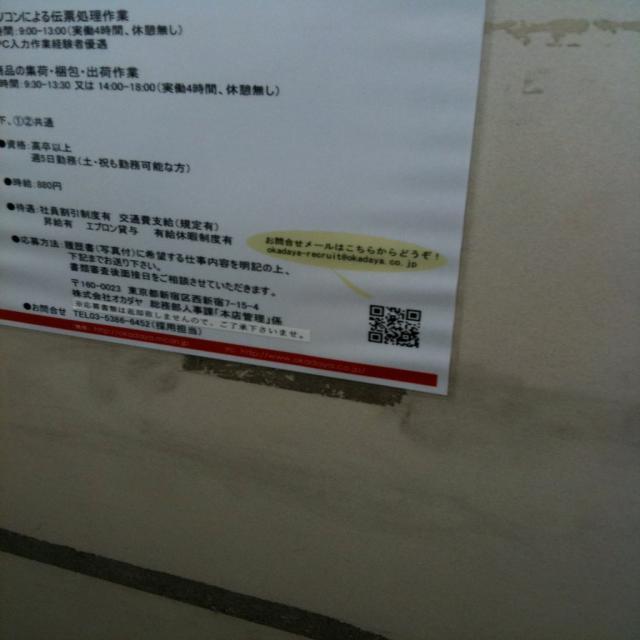 ソコンによる伝票処理作業
時間: 9:00-13:00(実働4時間、休憩無し)
PC入力作業経験者優遇
商品の集荷・梱包・出荷作業
時間: 9:30-13:30 又は 14:00-18:00(実働4時間、休憩無し)
下、①②共通
●資格: 高卒以上
週5日勤務(土・祝も勤務可能な方)
●時給: 880円
●待遇: 社員割引制度有 交通費支給(規定有)
昇給有 エプロン貸与 有給休暇制度有
●応募方法: 履歴書(写真付)に希望する仕事内容を明記の上、
下記までお送り下さい。
書類審査後面接日をご相談させていただきます。
〒160-0023 東京都新宿区西新宿7-15-4
株式会社オカダヤ 総務部人事課「本店管理」係
●お問合せ TEL03-5366-6452(採用担当)
ご了承下さいませ。
お問合せメールはこちらからどうぞ!
okadaya-recruit@okadaya.co.jp